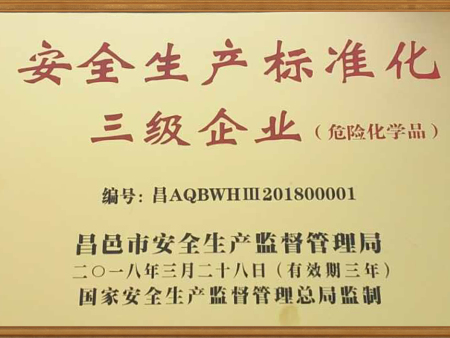 安全生产标准化
三级企业（危险化学品）
编号：昌AQBWHⅢ201800001
昌邑市安全生产监督管理局
二〇一八年三月二十八日（有效期三年）
国家安全生产监督管理总局监制